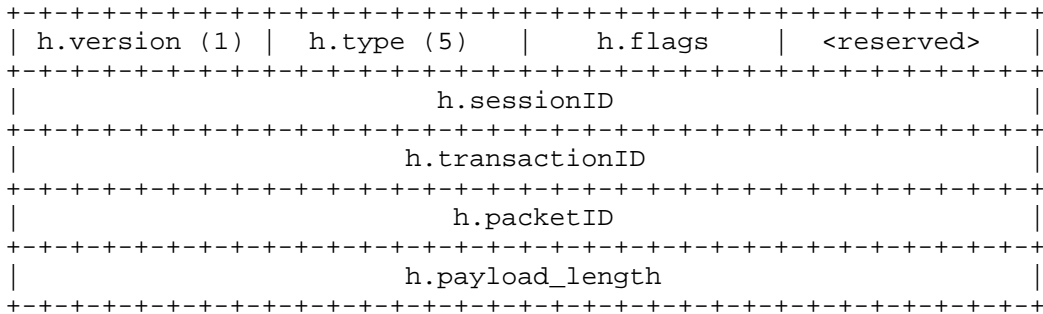 +-+-+-+-+-+-+-+-+-+-+-+-+-+-+-+-+-+-+-+-+-+-+-+-+-+-+-+-+-+-+-+-+
| h.version (1) |  h.type (5)   |    h.flags    |  <reserved>   |
+-+-+-+-+-+-+-+-+-+-+-+-+-+-+-+-+-+-+-+-+-+-+-+-+-+-+-+-+-+-+-+-+
|                          h.sessionID                          |
+-+-+-+-+-+-+-+-+-+-+-+-+-+-+-+-+-+-+-+-+-+-+-+-+-+-+-+-+-+-+-+-+
|                        h.transactionID                        |
+-+-+-+-+-+-+-+-+-+-+-+-+-+-+-+-+-+-+-+-+-+-+-+-+-+-+-+-+-+-+-+-+
|                           h.packetID                          |
+-+-+-+-+-+-+-+-+-+-+-+-+-+-+-+-+-+-+-+-+-+-+-+-+-+-+-+-+-+-+-+-+
|                        h.payload_length                       |
+-+-+-+-+-+-+-+-+-+-+-+-+-+-+-+-+-+-+-+-+-+-+-+-+-+-+-+-+-+-+-+-+